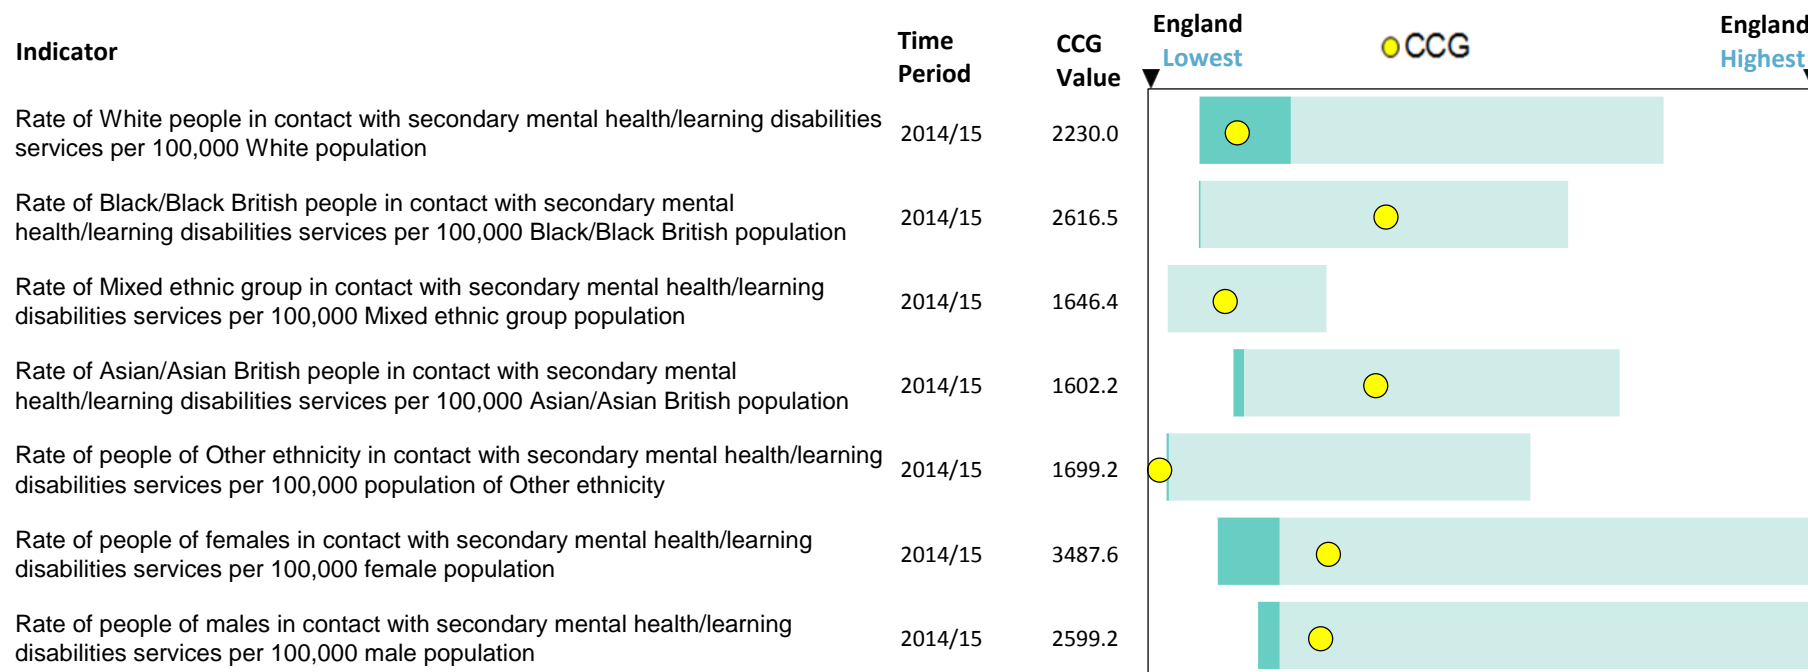 Indicator
Time Period
CCG Value
England Lowest
CCG
England Highest
Rate of White people in contact with secondary mental health/learning disabilities
services per 100,000 White population
2014/15
2230.0
Rate of Black/Black British people in contact with secondary mental
health/learning disabilities services per 100,000 Black/Black British population
2014/15
2616.5
Rate of Mixed ethnic group in contact with secondary mental health/learning
disabilities services per 100,000 Mixed ethnic group population
2014/15
1646.4
Rate of Asian/Asian British people in contact with secondary mental
health/learning disabilities services per 100,000 Asian/Asian British population
2014/15
1602.2
Rate of people of Other ethnicity in contact with secondary mental health/learning
disabilities services per 100,000 population of Other ethnicity
2014/15
1699.2
Rate of people of females in contact with secondary mental health/learning
disabilities services per 100,000 female population
2014/15
3487.6
Rate of people of males in contact with secondary mental health/learning
disabilities services per 100,000 male population
2014/15
2599.2